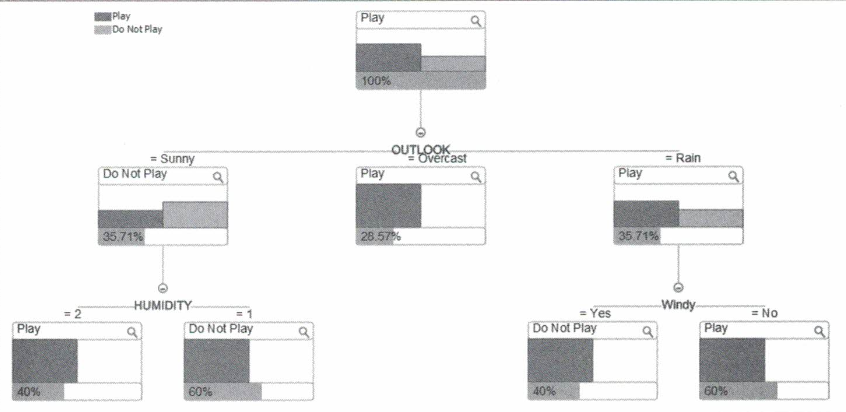 Play
Do Not Play
Play
100%
OUTLOOK
= Sunny
= Overcast
= Rain
Do Not Play
Play
Play
35.71%
28.57%
35.71%
HUMIDITY
Windy
= 2
= 1
= Yes
= No
Play
Do Not Play
Do Not Play
Play
40%
60%
40%
60%